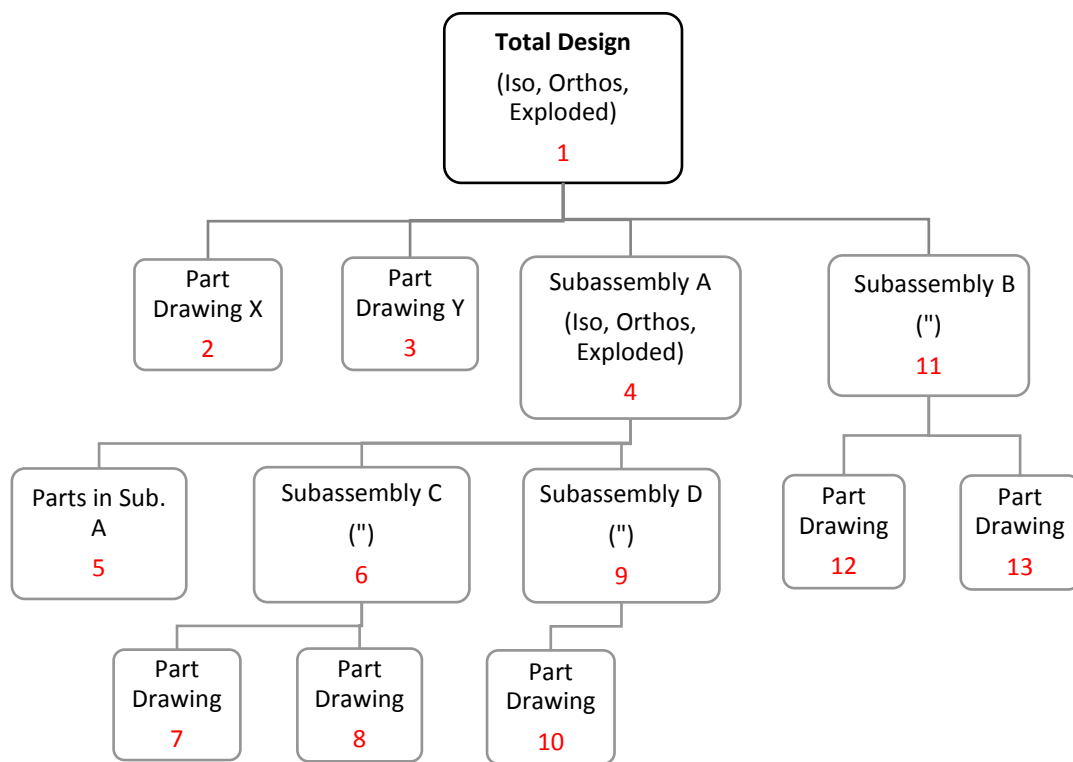 Total Design
(Iso, Orthos,
Exploded)
1
Part
Drawing X
2
Part
Drawing Y
3
Subassembly A
(Iso, Orthos,
Exploded)
4
Subassembly B
(")
11
Parts in Sub.
A
5
Subassembly C
(")
6
Subassembly D
(")
9
Part
Drawing
12
Part
Drawing
13
Part
Drawing
7
Part
Drawing
8
Part
Drawing
10